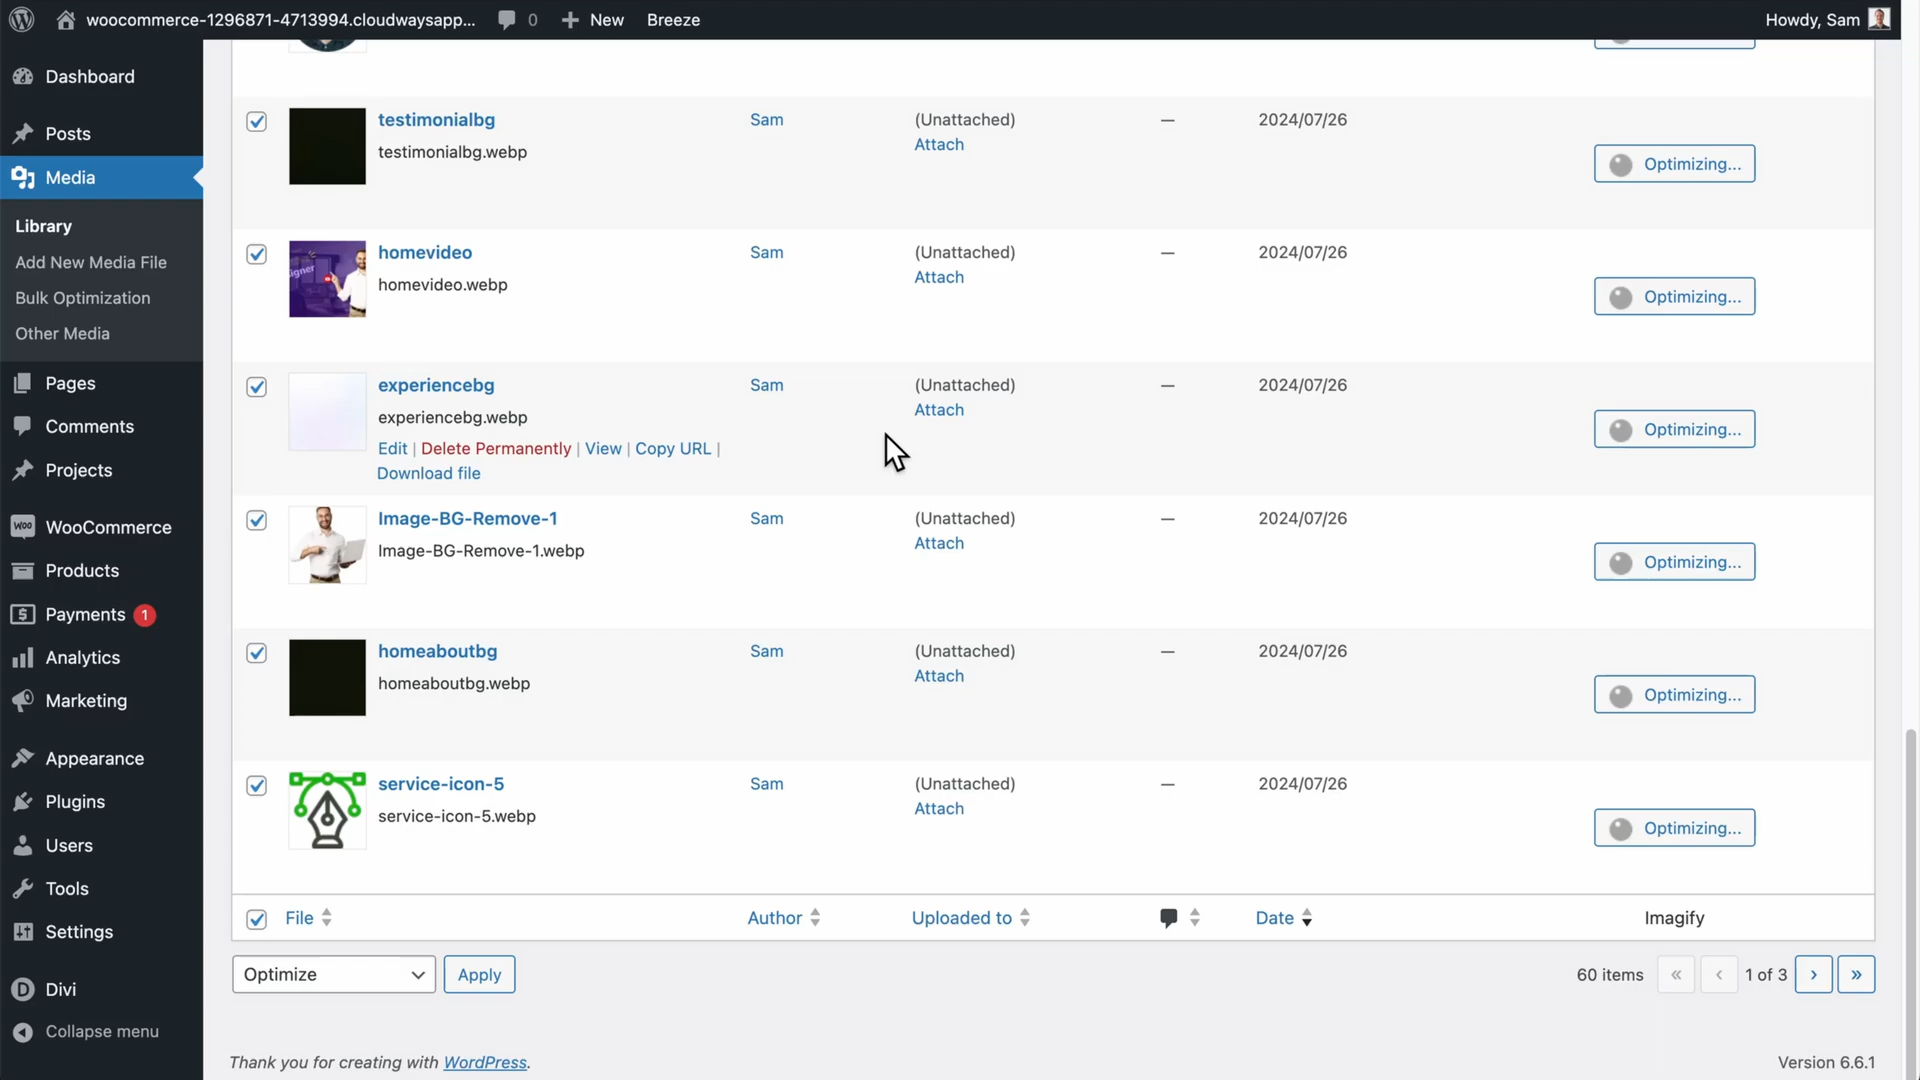 woocommerce-1296871-4713994.cloudwaysapp... 0 New Breeze Howdy, Sam
Dashboard
Posts
Media
Library
Add New Media File
Bulk Optimization
Other Media
Pages
Comments
Projects
WooCommerce
Products
Payments 1
Analytics
Marketing
Appearance
Plugins
Users
Tools
Settings
Divi
Collapse menu
testimonialbg Sam (Unattached) — 2024/07/26
testimonialbg.webp Attach Optimizing...
homevideo Sam (Unattached) — 2024/07/26
homevideo.webp Attach Optimizing...
experiencebg Sam (Unattached) — 2024/07/26
experiencebg.webp Attach Optimizing...
Edit | Delete Permanently | View | Copy URL |
Download file
Image-BG-Remove-1 Sam (Unattached) — 2024/07/26
Image-BG-Remove-1.webp Attach Optimizing...
homeaboutbg Sam (Unattached) — 2024/07/26
homeaboutbg.webp Attach Optimizing...
service-icon-5 Sam (Unattached) — 2024/07/26
service-icon-5.webp Attach Optimizing...
File Author Uploaded to Date Imagify
Optimize Apply 60 items « ‹ 1 of 3 › »
Thank you for creating with WordPress. Version 6.6.1